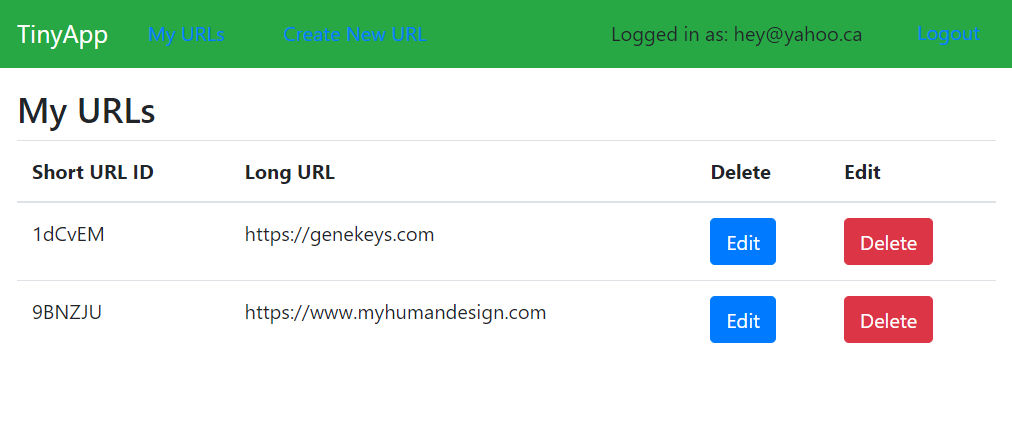 TinyApp My URLs Create New URL Logged in as: hey@yahoo.ca Logout
My URLs
Short URL ID Long URL Delete Edit
1dCvEM https://genekeys.com Edit Delete
9BNZJU https://www.myhumandesign.com Edit Delete